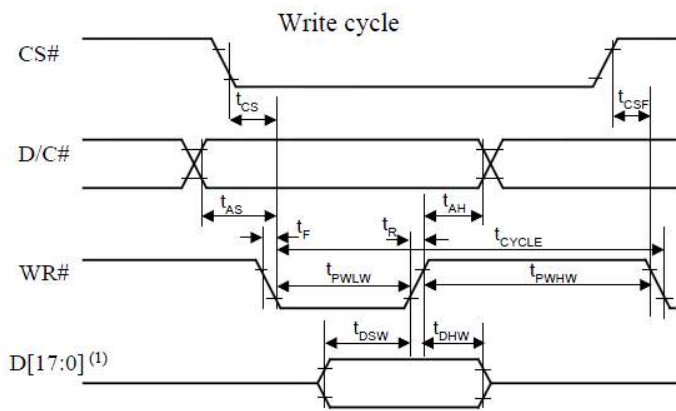 Write cycle
CS#
tCS
tCSF
D/C#
tAS
tAH
tF
tR
tCYCLE
WR#
tPWLW
tPWHW
tDSW
tDHW
D[17:0] (1)